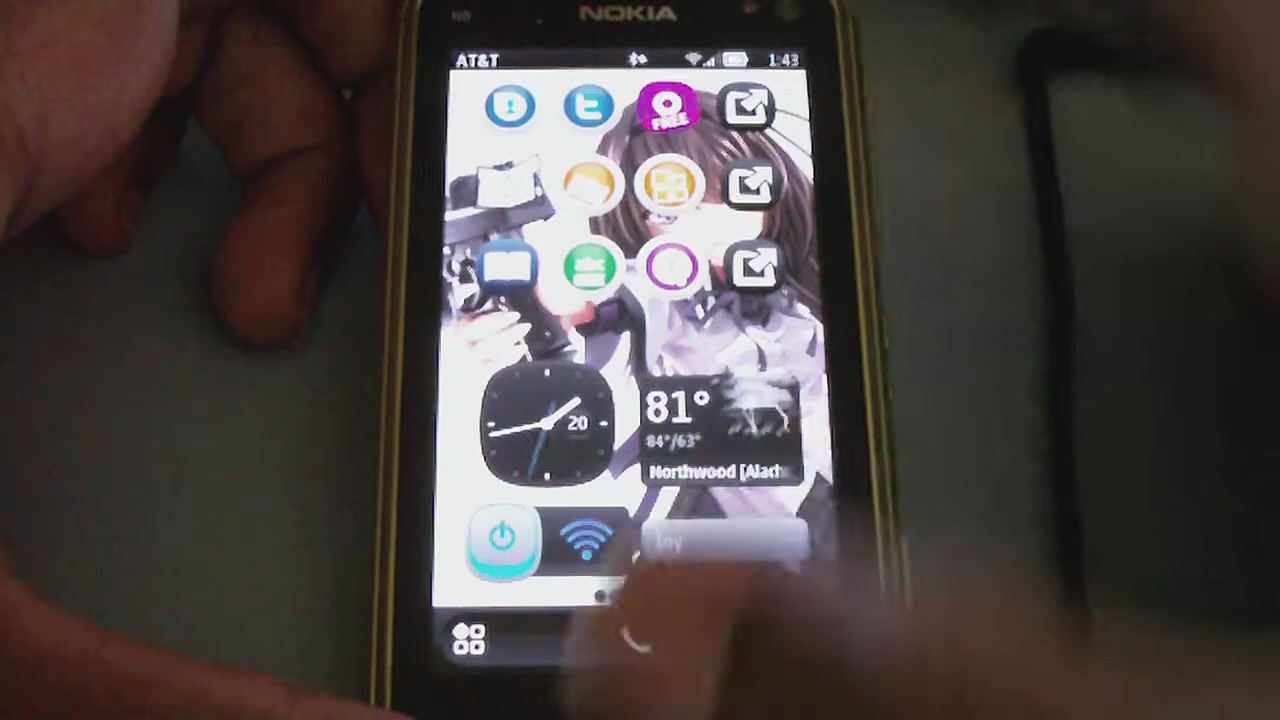 NOKIA
AT&T
1:43
FREE
20
81°
84°/63°
Northwood [Alach